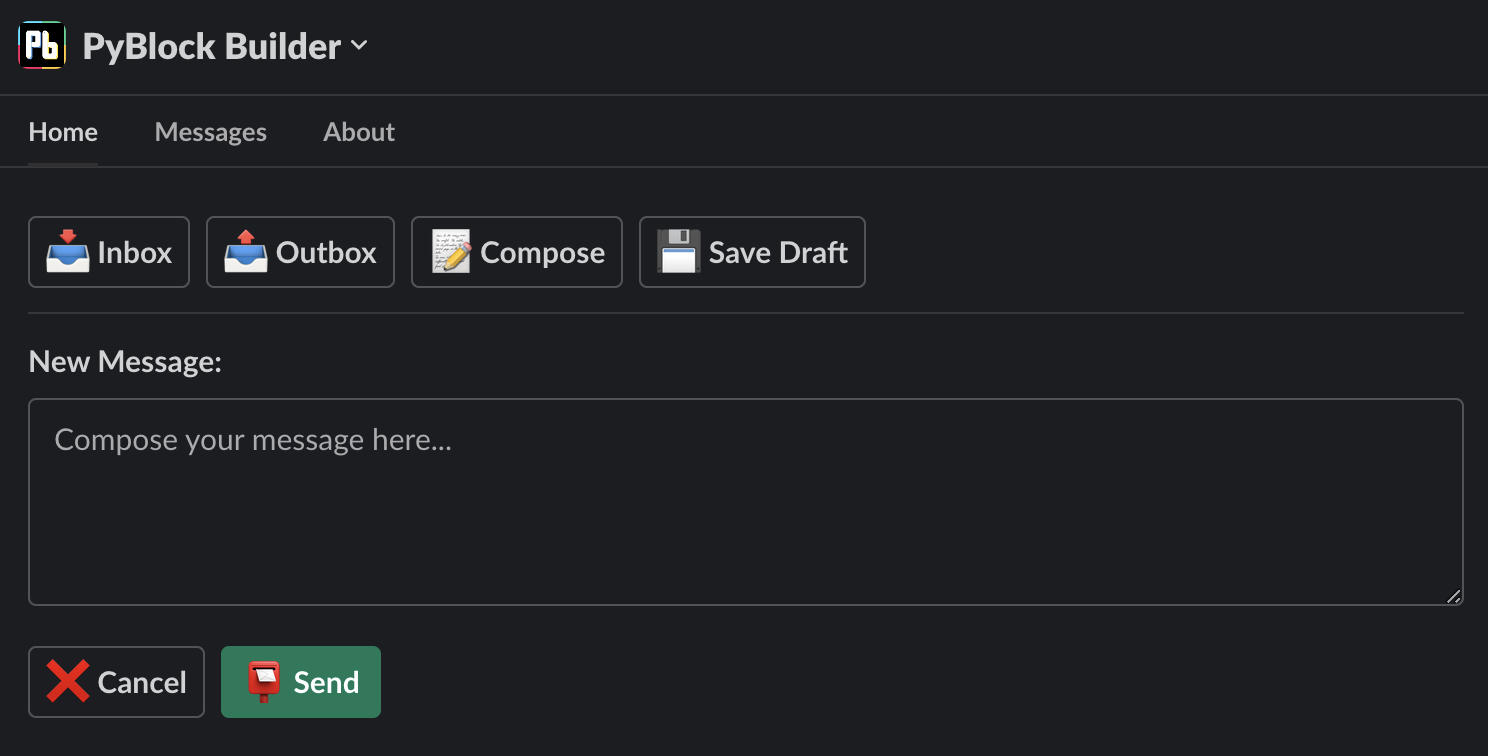 Pb PyBlock Builder
Home Messages About
Inbox Outbox Compose Save Draft
New Message:
Compose your message here...
Cancel Send